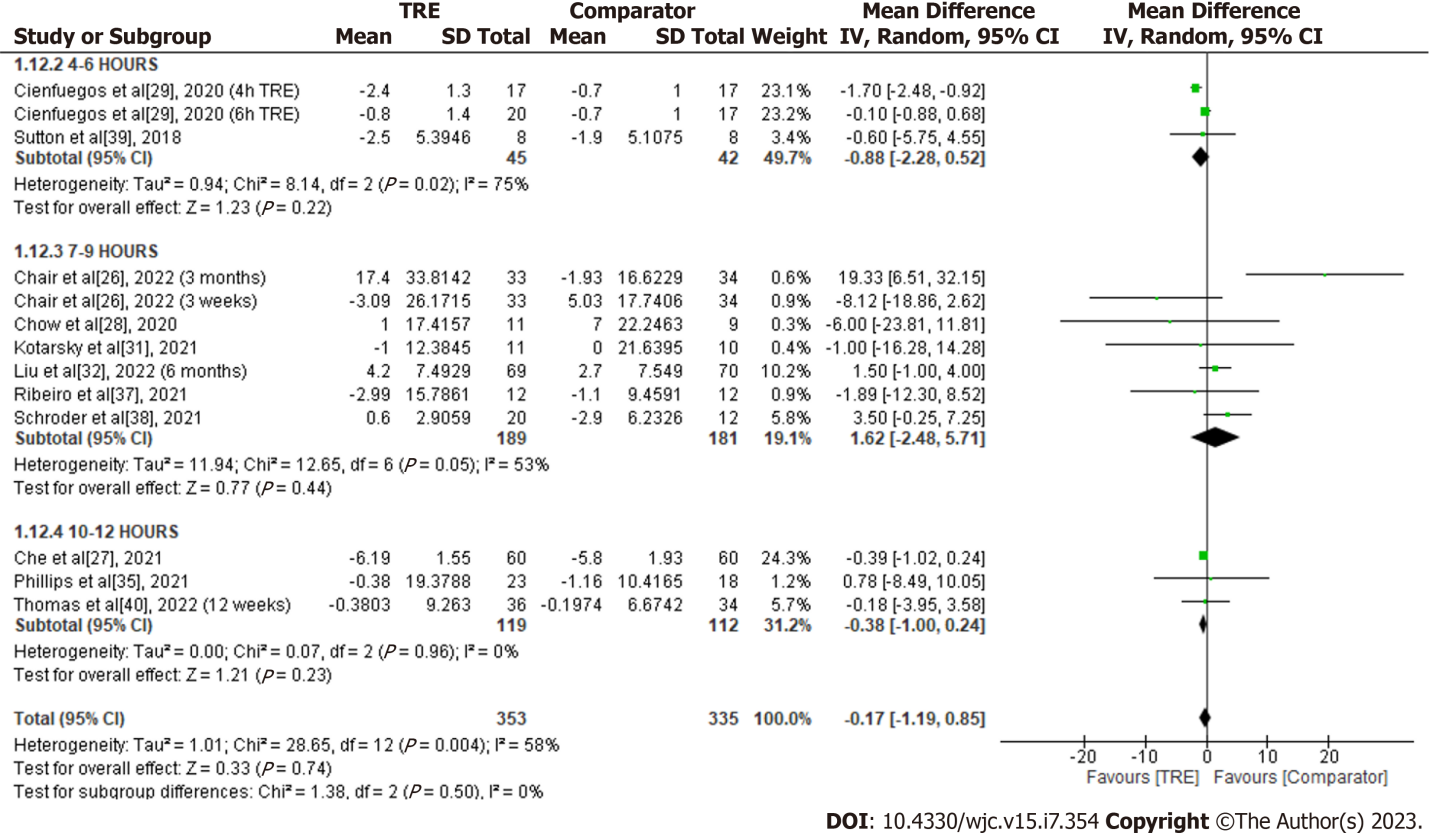 TRE Comparator Mean Difference Mean Difference
Study or Subgroup Mean SD Total Mean SD Total Weight IV, Random, 95% CI IV, Random, 95% CI
1.12.2 4-6 HOURS
Cienfuegos et al[29], 2020 (4h TRE) -2.4 1.3 17 -0.7 1 17 23.1% -1.70 [-2.48, -0.92]
Cienfuegos et al[29], 2020 (6h TRE) -0.8 1.4 20 -0.7 1 17 23.2% -0.10 [-0.88, 0.68]
Sutton et al[39], 2018 -2.5 5.3946 8 -1.9 5.1075 8 3.4% -0.60 [-5.75, 4.55]
Subtotal (95% CI) 45 42 49.7% -0.88 [-2.28, 0.52]
Heterogeneity: Tau² = 0.94; Chi² = 8.14, df = 2 (P = 0.02); I² = 75%
Test for overall effect: Z = 1.23 (P = 0.22)
1.12.3 7-9 HOURS
Chair et al[26], 2022 (3 months) 17.4 33.8142 33 -1.93 16.6229 34 0.6% 19.33 [6.51, 32.15]
Chair et al[26], 2022 (3 weeks) -3.09 26.1715 33 5.03 17.7406 34 0.9% -8.12 [-18.86, 2.62]
Chow et al[28], 2020 1 17.4157 11 7 22.2463 9 0.3% -6.00 [-23.81, 11.81]
Kotarsky et al[31], 2021 -1 12.3845 11 0 21.6395 10 0.4% -1.00 [-16.28, 14.28]
Liu et al[32], 2022 (6 months) 4.2 7.4929 69 2.7 7.549 70 10.2% 1.50 [-1.00, 4.00]
Ribeiro et al[37], 2021 -2.99 15.7861 12 -1.1 9.4591 12 0.9% -1.89 [-12.30, 8.52]
Schroder et al[38], 2021 0.6 2.9059 20 -2.9 6.2326 12 5.8% 3.50 [-0.25, 7.25]
Subtotal (95% CI) 189 181 19.1% 1.62 [-2.48, 5.71]
Heterogeneity: Tau² = 11.94; Chi² = 12.65, df = 6 (P = 0.05); I² = 53%
Test for overall effect: Z = 0.77 (P = 0.44)
1.12.4 10-12 HOURS
Che et al[27], 2021 -6.19 1.55 60 -5.8 1.93 60 24.3% -0.39 [-1.02, 0.24]
Phillips et al[35], 2021 -0.38 19.3788 23 -1.16 10.4165 18 1.2% 0.78 [-8.49, 10.05]
Thomas et al[40], 2022 (12 weeks) -0.3803 9.263 36 -0.1974 6.6742 34 5.7% -0.18 [-3.95, 3.58]
Subtotal (95% CI) 119 112 31.2% -0.38 [-1.00, 0.24]
Heterogeneity: Tau² = 0.00; Chi² = 0.07, df = 2 (P = 0.96); I² = 0%
Test for overall effect: Z = 1.21 (P = 0.23)
Total (95% CI) 353 335 100.0% -0.17 [-1.19, 0.85]
Heterogeneity: Tau² = 1.01; Chi² = 28.65, df = 12 (P = 0.004); I² = 58%
Test for overall effect: Z = 0.33 (P = 0.74)
Test for subgroup differences: Chi² = 1.38, df = 2 (P = 0.50), I² = 0%
-20 -10 0 10 20
Favours [TRE] Favours [Comparator]
DOI: 10.4330/wjc.v15.i7.354 Copyright ©The Author(s) 2023.